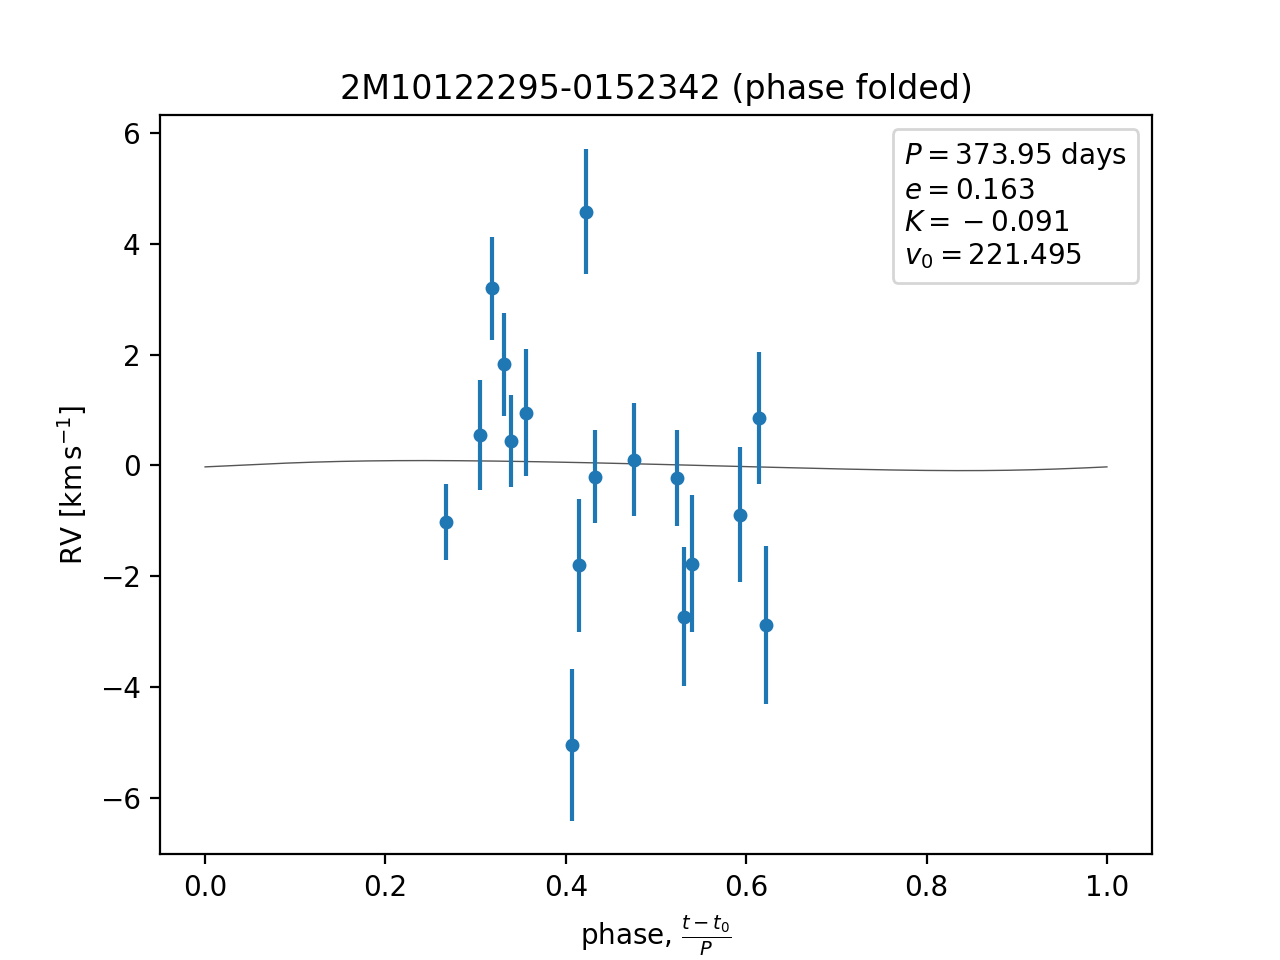 2M10122295-0152342 (phase folded)
P = 373.95 days
e = 0.163
K = −0.091
v₀ = 221.495
6
4
2
0
−2
−4
−6
RV [km s⁻¹]
0.0 0.2 0.4 0.6 0.8 1.0
phase, (t − t₀)/P